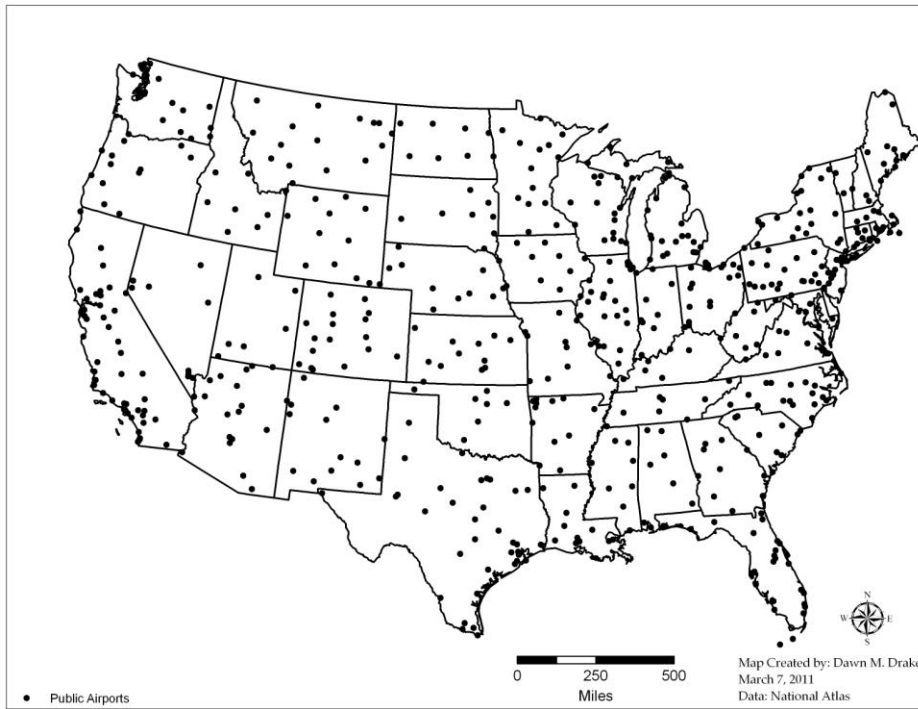 N
W E
S
0 250 500
Miles
Map Created by: Dawn M. Drake
March 7, 2011
Data: National Atlas
Public Airports